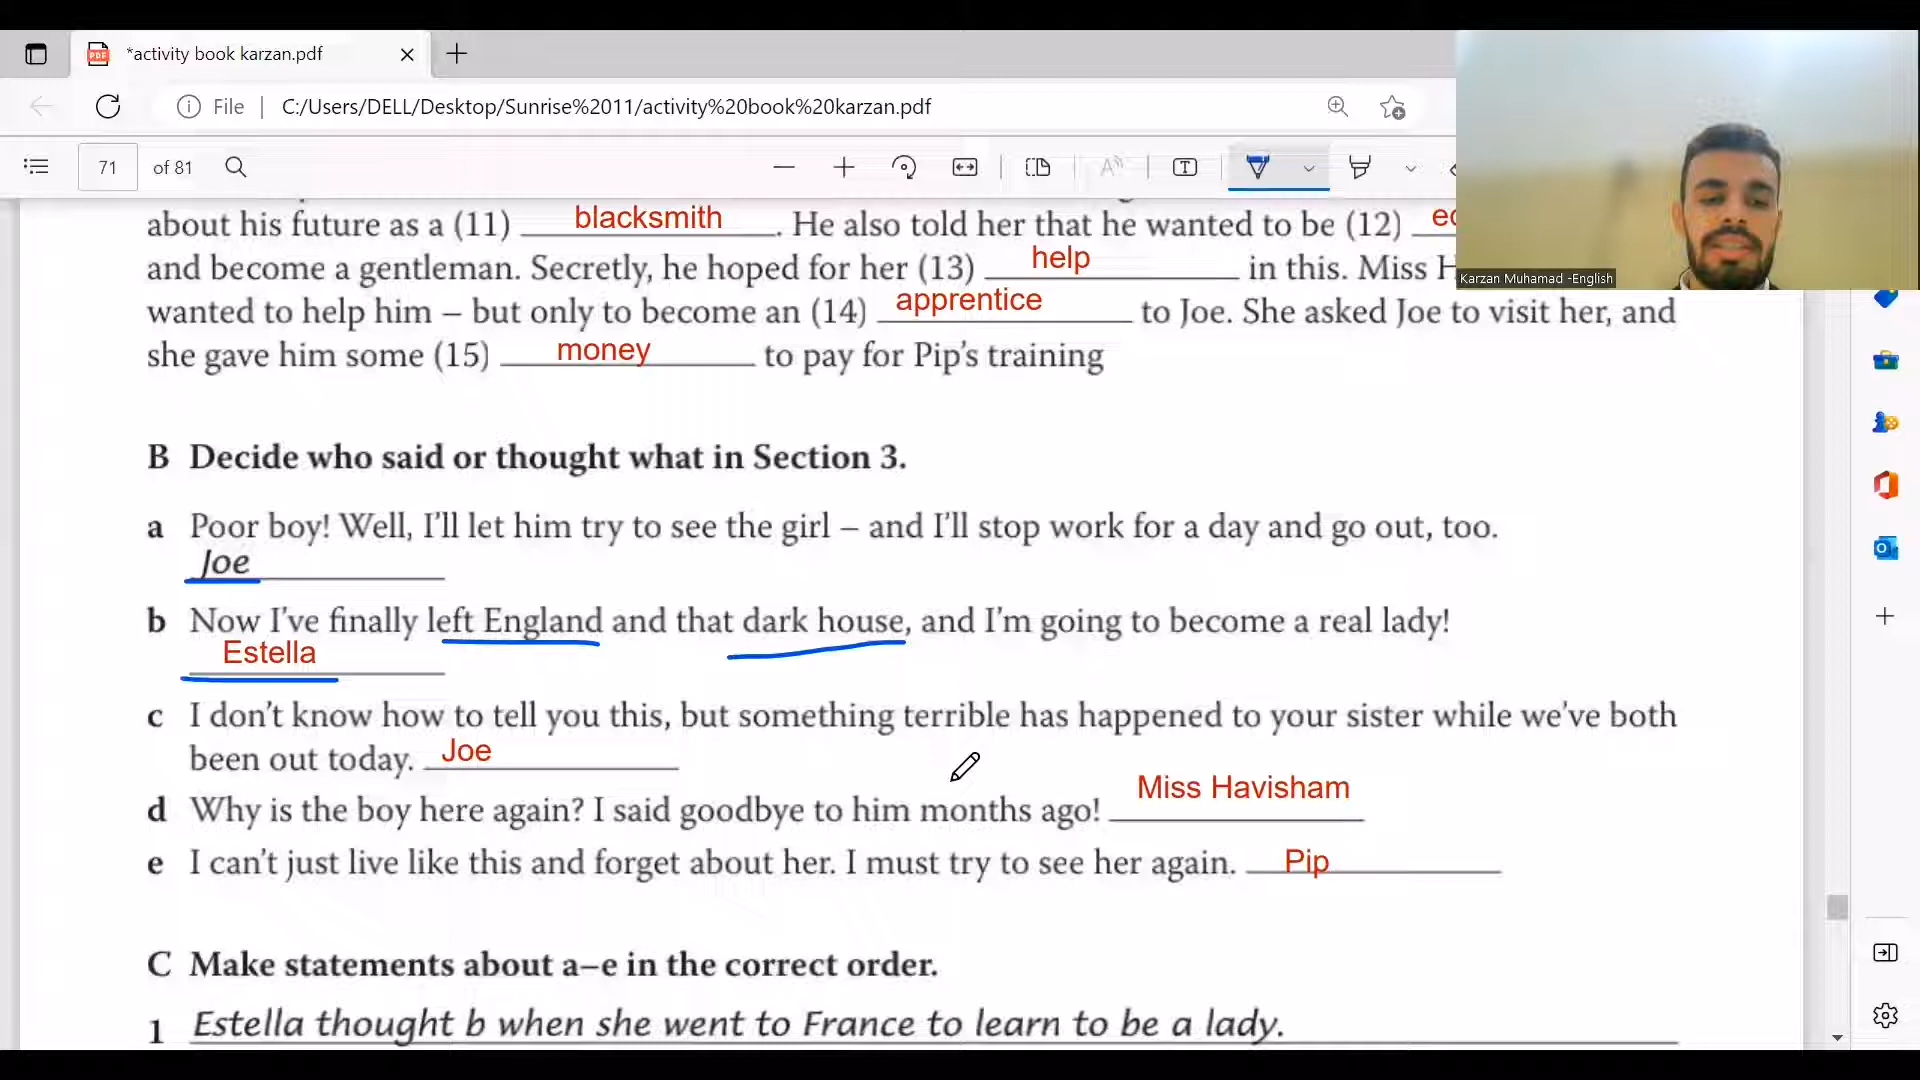 *activity book karzan.pdf
File | C:/Users/DELL/Desktop/Sunrise%2011/activity%20book%20karzan.pdf
71 of 81
about his future as a (11) blacksmith. He also told her that he wanted to be (12)
and become a gentleman. Secretly, he hoped for her (13) help in this. Miss H
Karzan Muhamad -English
wanted to help him – but only to become an (14) apprentice to Joe. She asked Joe to visit her, and
she gave him some (15) money to pay for Pip's training
B Decide who said or thought what in Section 3.
a Poor boy! Well, I'll let him try to see the girl – and I'll stop work for a day and go out, too.
Joe
b Now I've finally left England and that dark house, and I'm going to become a real lady!
Estella
c I don't know how to tell you this, but something terrible has happened to your sister while we've both
been out today. Joe
d Why is the boy here again? I said goodbye to him months ago! Miss Havisham
e I can't just live like this and forget about her. I must try to see her again. Pip
C Make statements about a–e in the correct order.
1 Estella thought b when she went to France to learn to be a lady.